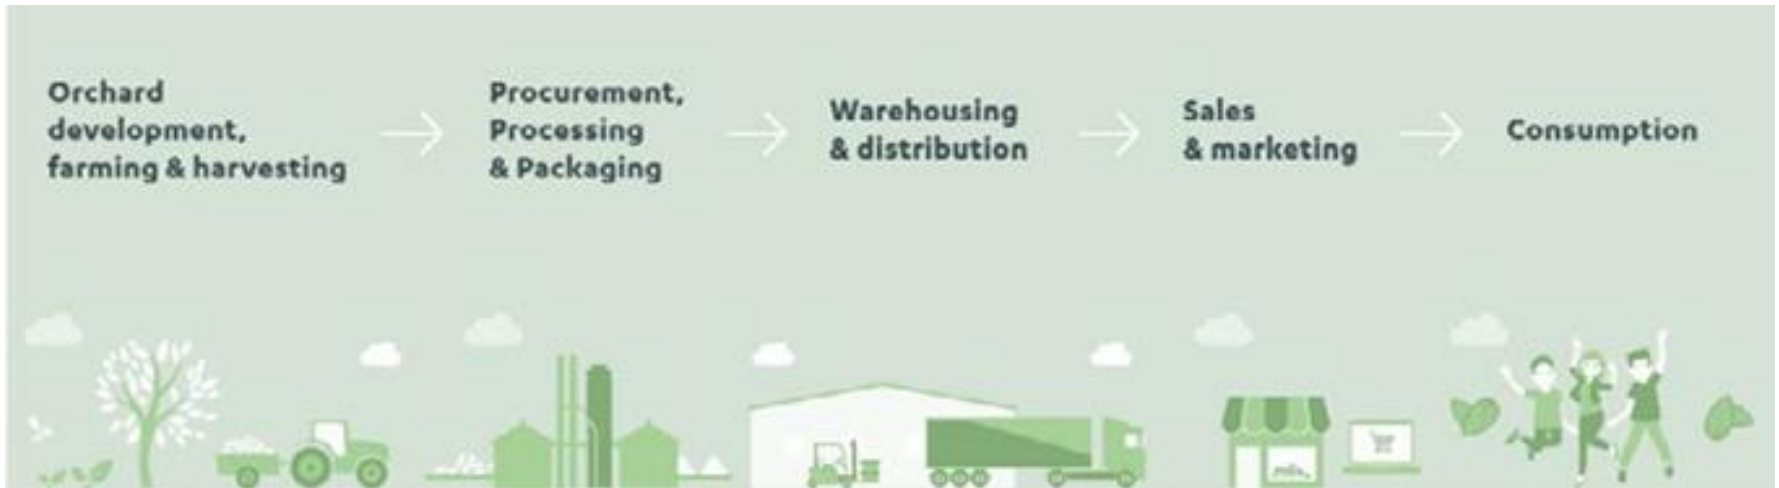 Orchard
development,
farming & harvesting
Procurement,
Processing
& Packaging
Warehousing
& distribution
Sales
& marketing
Consumption